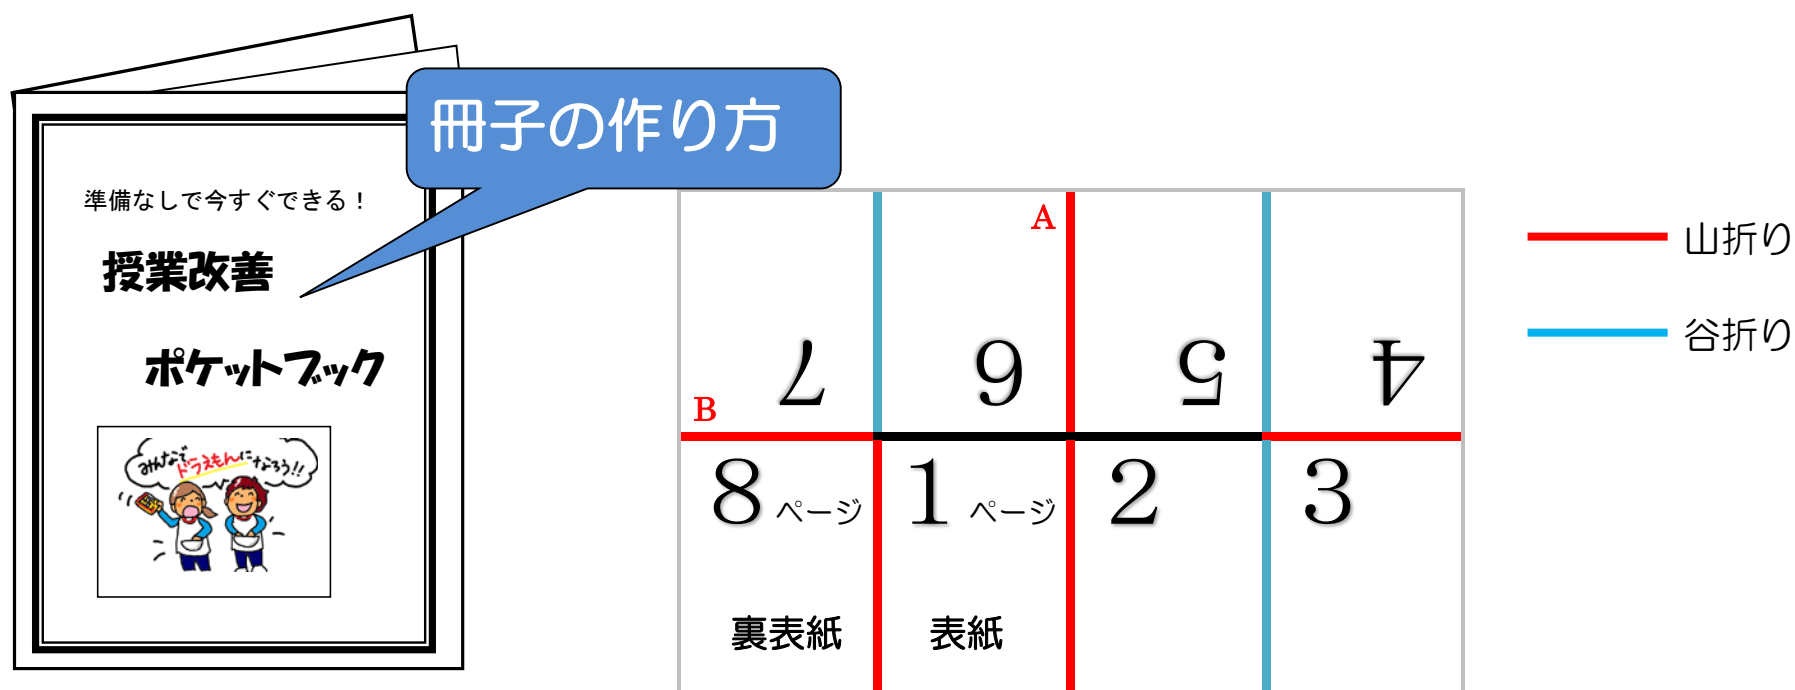 冊子の作り方
準備なしで今すぐできる！
授業改善
ポケットブック
みんなで
ドラえもんに
なろう!!
A
7
6
5
4
B
8 ページ
1 ページ
2
3
裏表紙
表紙
山折り
谷折り